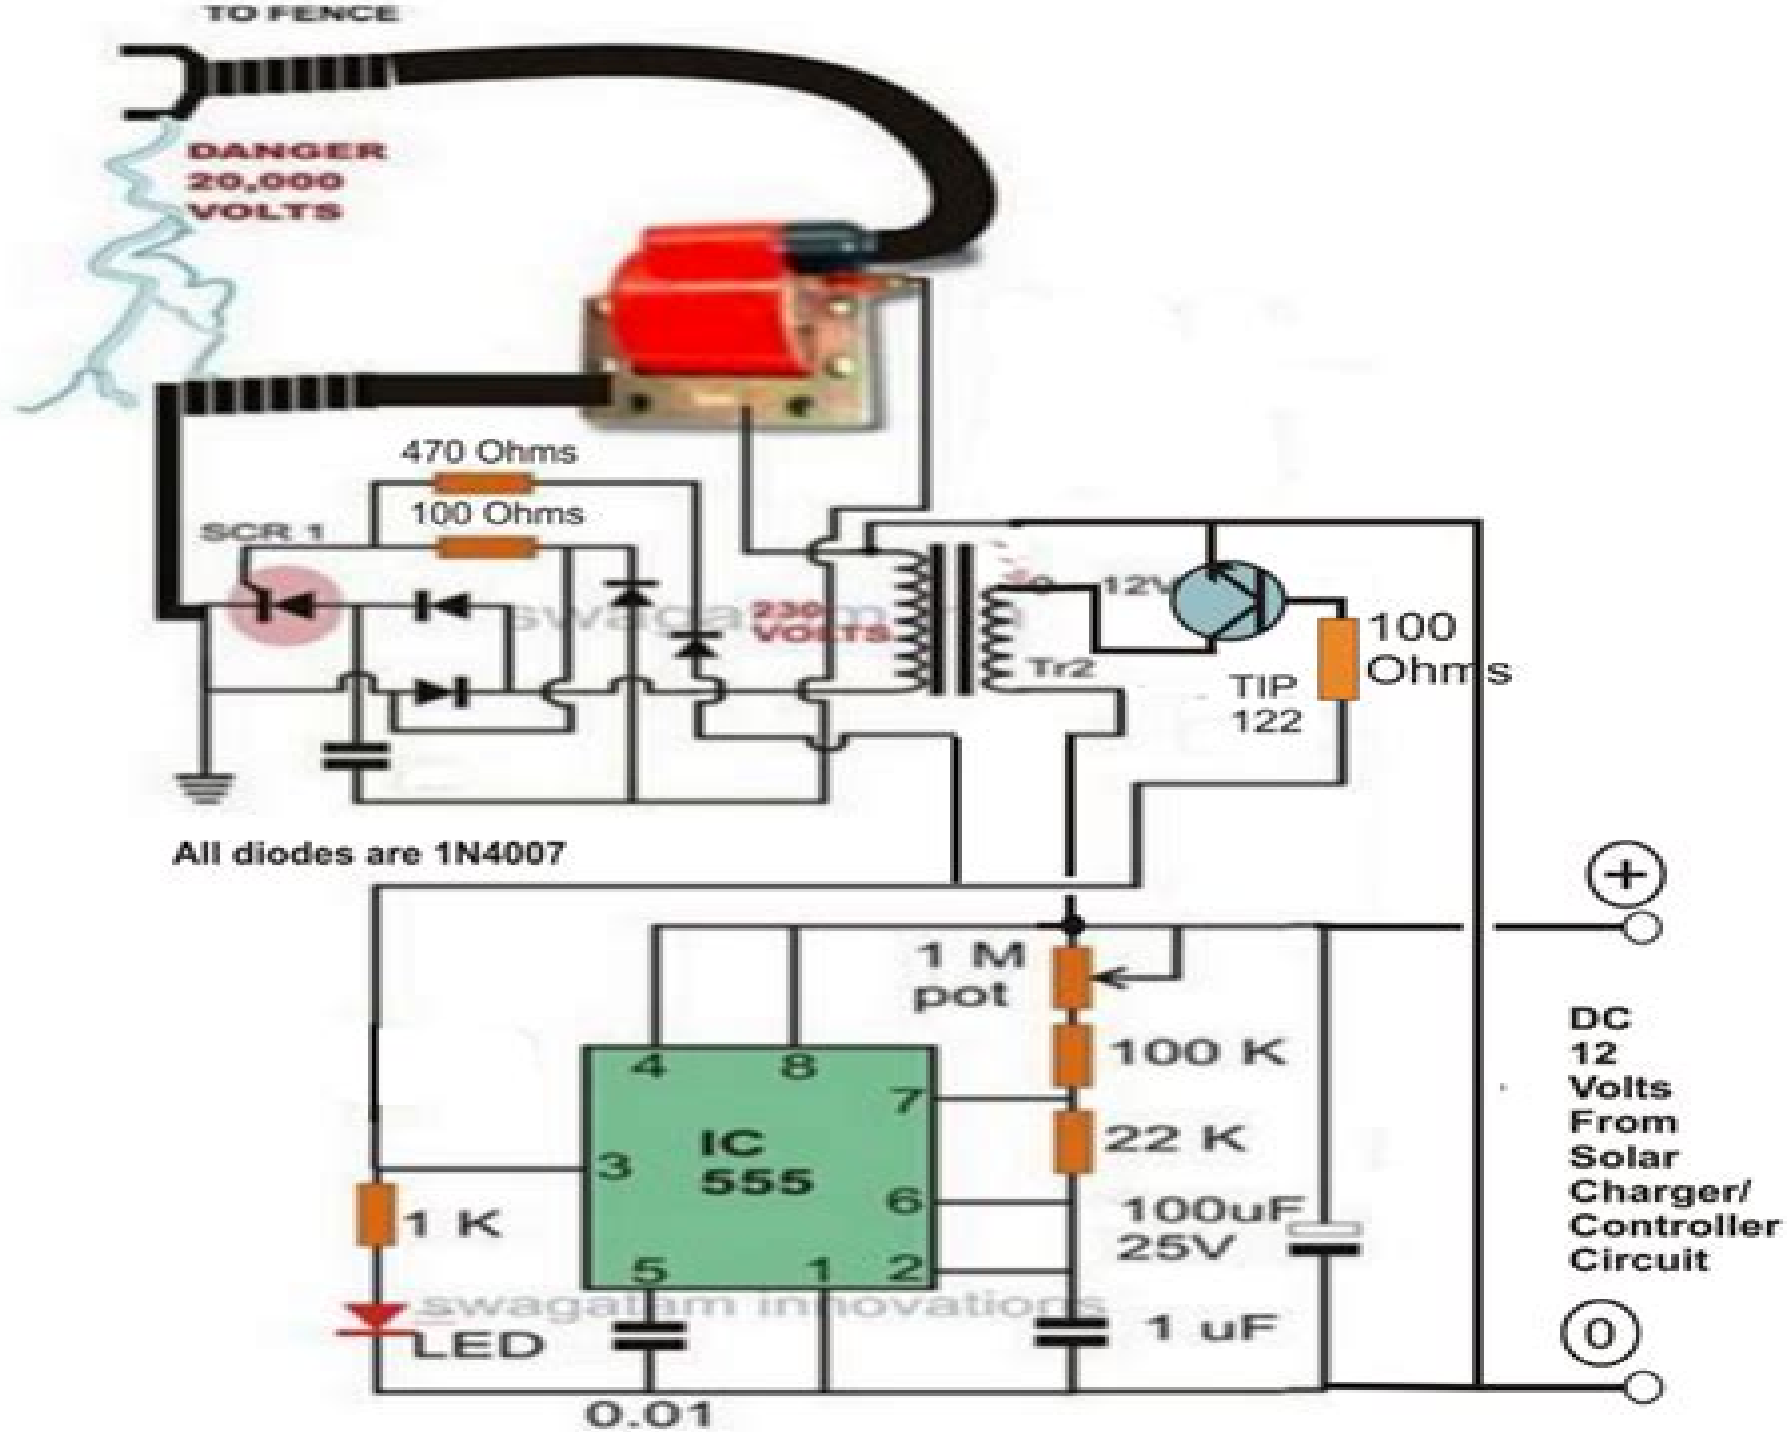 TO FENCE
DANGER
20,000
VOLTS
470 Ohms
100 Ohms
SCR 1
230
VOLTS
12V
Tr2
100
Ohms
TIP
122
All diodes are 1N4007
+
1 M
pot
100 K
22 K
4
8
7
IC
555
3
6
5
1
2
1 K
LED
100uF
25V
1 uF
0.01
swagatam innovations
DC
12
Volts
From
Solar
Charger/
Controller
Circuit
0